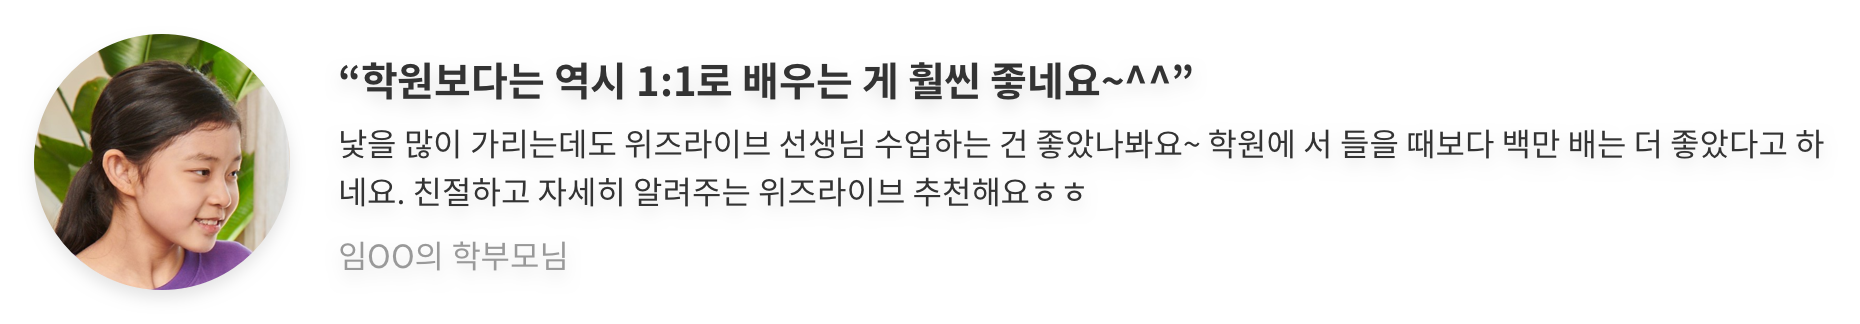 “학원보다는 역시 1:1로 배우는 게 훨씬 좋네요~^^”
낯을 많이 가리는데도 위즈라이브 선생님 수업하는 건 좋았나봐요~ 학원에 서 들을 때보다 백만 배는 더 좋았다고 하
네요. 친절하고 자세히 알려주는 위즈라이브 추천해요ㅎㅎ
임OO의 학부모님